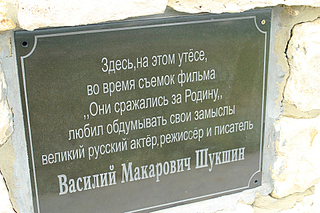 Здесь,на этом утёсе,
во время съемок фильма
,,Они сражались за Родину,,
любил обдумывать свои замыслы
великий русский актёр,режиссёр и писатель
Василий Макарович Шукшин